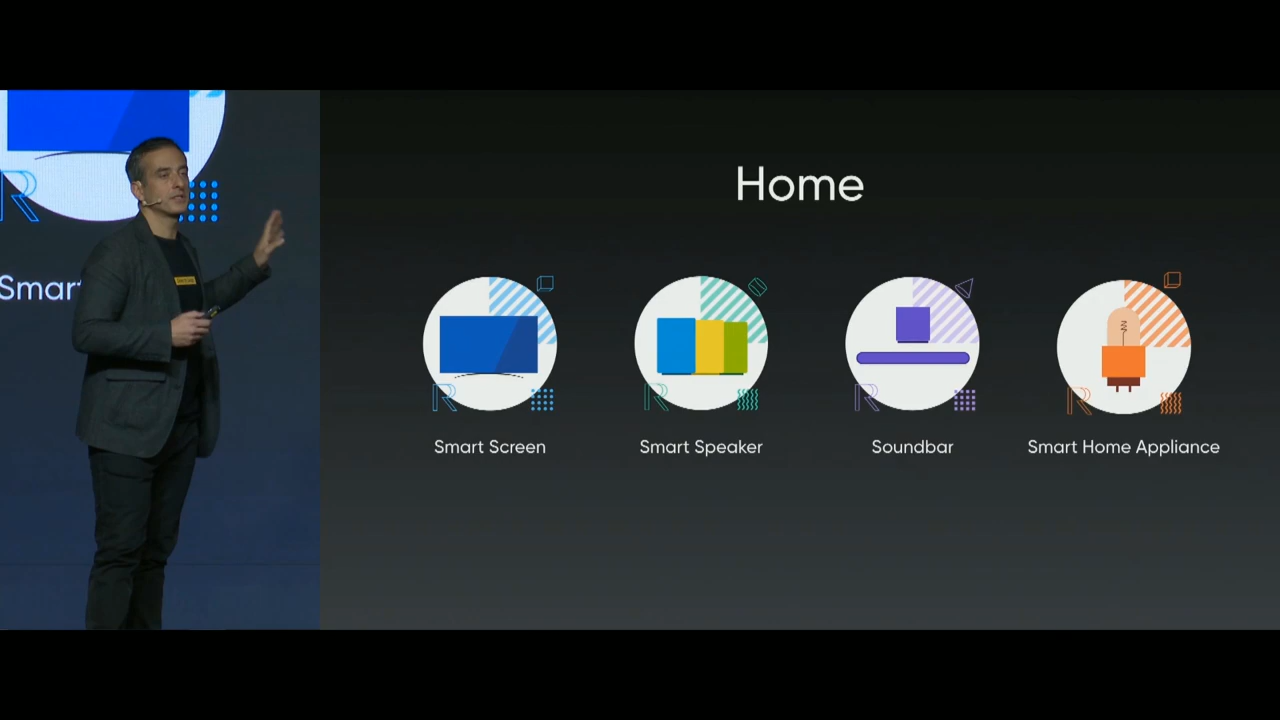 Smart
Home
Smart Screen
Smart Speaker
Soundbar
Smart Home Appliance
R
R
R
R
R